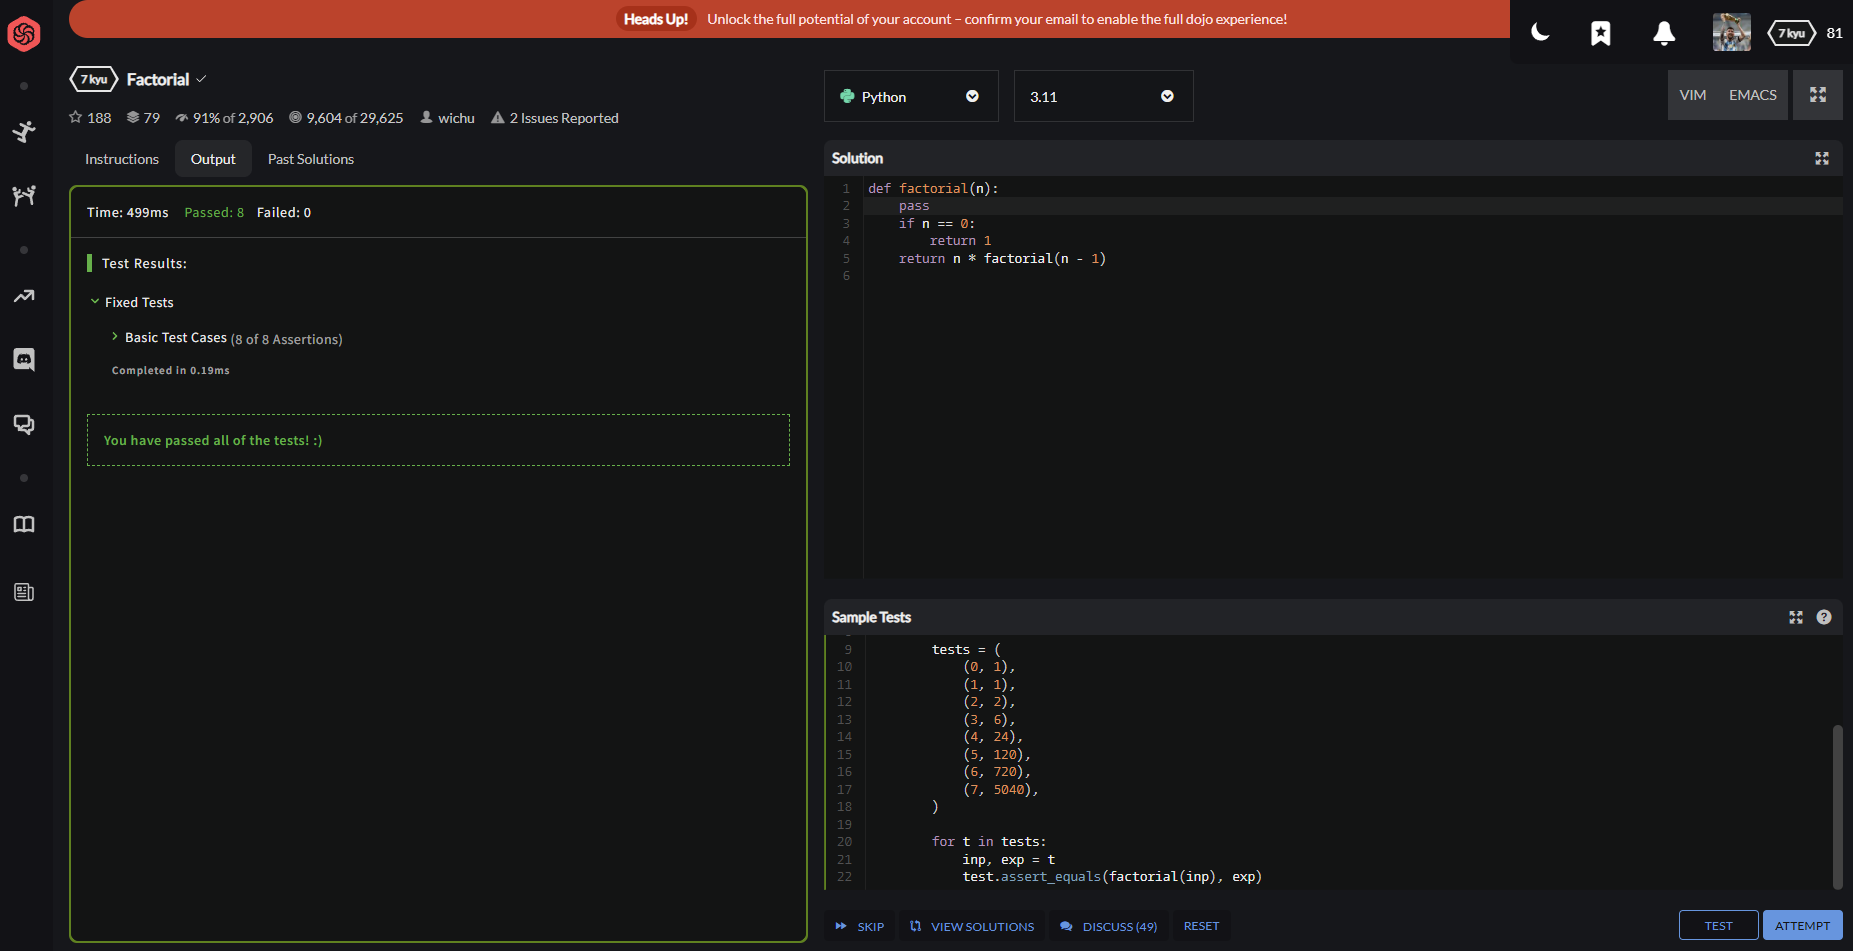 Heads Up! Unlock the full potential of your account – confirm your email to enable the full dojo experience!
7 kyu 81
7 kyu Factorial
188 79 91% of 2,906 9,604 of 29,625 wichu 2 Issues Reported
Instructions Output Past Solutions
Time: 499ms Passed: 8 Failed: 0
Test Results:
Fixed Tests
Basic Test Cases (8 of 8 Assertions)
Completed in 0.19ms
You have passed all of the tests! :)
Python 3.11 VIM EMACS
Solution
1 def factorial(n):
2     pass
3     if n == 0:
4         return 1
5     return n * factorial(n - 1)
6
Sample Tests
9         tests = (
10             (0, 1),
11             (1, 1),
12             (2, 2),
13             (3, 6),
14             (4, 24),
15             (5, 120),
16             (6, 720),
17             (7, 5040),
18         )
19
20         for t in tests:
21             inp, exp = t
22             test.assert_equals(factorial(inp), exp)
SKIP VIEW SOLUTIONS DISCUSS (49) RESET TEST ATTEMPT